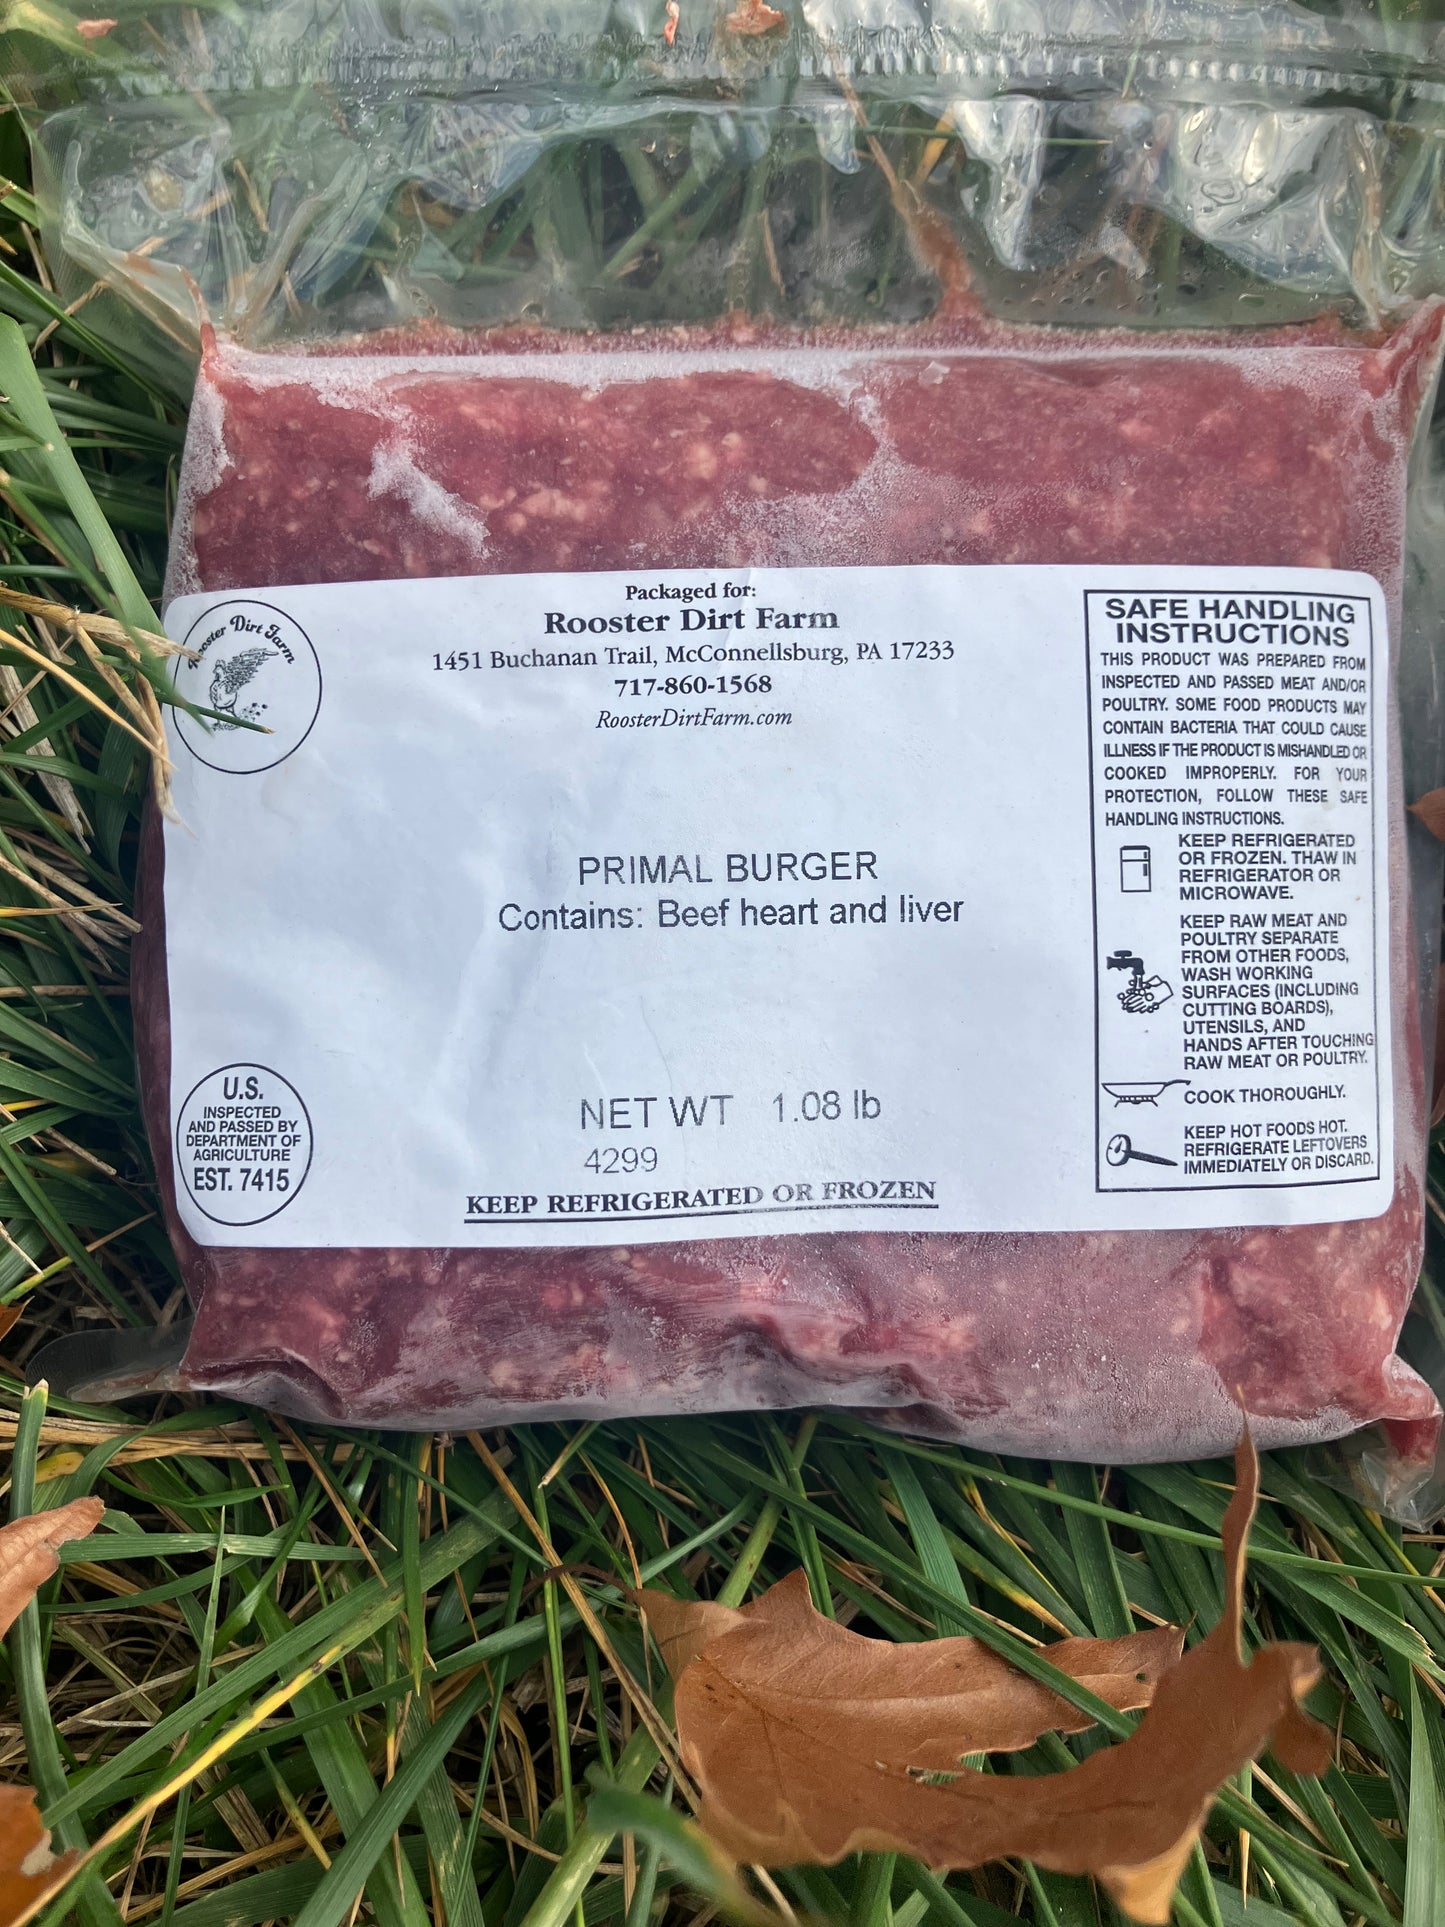 Packaged for:
Rooster Dirt Farm
1451 Buchanan Trail, McConnellsburg, PA 17233
717-860-1568
RoosterDirtFarm.com
Rooster Dirt Farm
PRIMAL BURGER
Contains: Beef heart and liver
NET WT 1.08 lb
4299
KEEP REFRIGERATED OR FROZEN
U.S.
INSPECTED
AND PASSED BY
DEPARTMENT OF
AGRICULTURE
EST. 7415
SAFE HANDLING
INSTRUCTIONS
THIS PRODUCT WAS PREPARED FROM
INSPECTED AND PASSED MEAT AND/OR
POULTRY. SOME FOOD PRODUCTS MAY
CONTAIN BACTERIA THAT COULD CAUSE
ILLNESS IF THE PRODUCT IS MISHANDLED OR
COOKED IMPROPERLY. FOR YOUR
PROTECTION, FOLLOW THESE SAFE
HANDLING INSTRUCTIONS.
KEEP REFRIGERATED
OR FROZEN. THAW IN
REFRIGERATOR OR
MICROWAVE.
KEEP RAW MEAT AND
POULTRY SEPARATE
FROM OTHER FOODS,
WASH WORKING
SURFACES (INCLUDING
CUTTING BOARDS),
UTENSILS, AND
HANDS AFTER TOUCHING
RAW MEAT OR POULTRY.
COOK THOROUGHLY.
KEEP HOT FOODS HOT.
REFRIGERATE LEFTOVERS
IMMEDIATELY OR DISCARD.